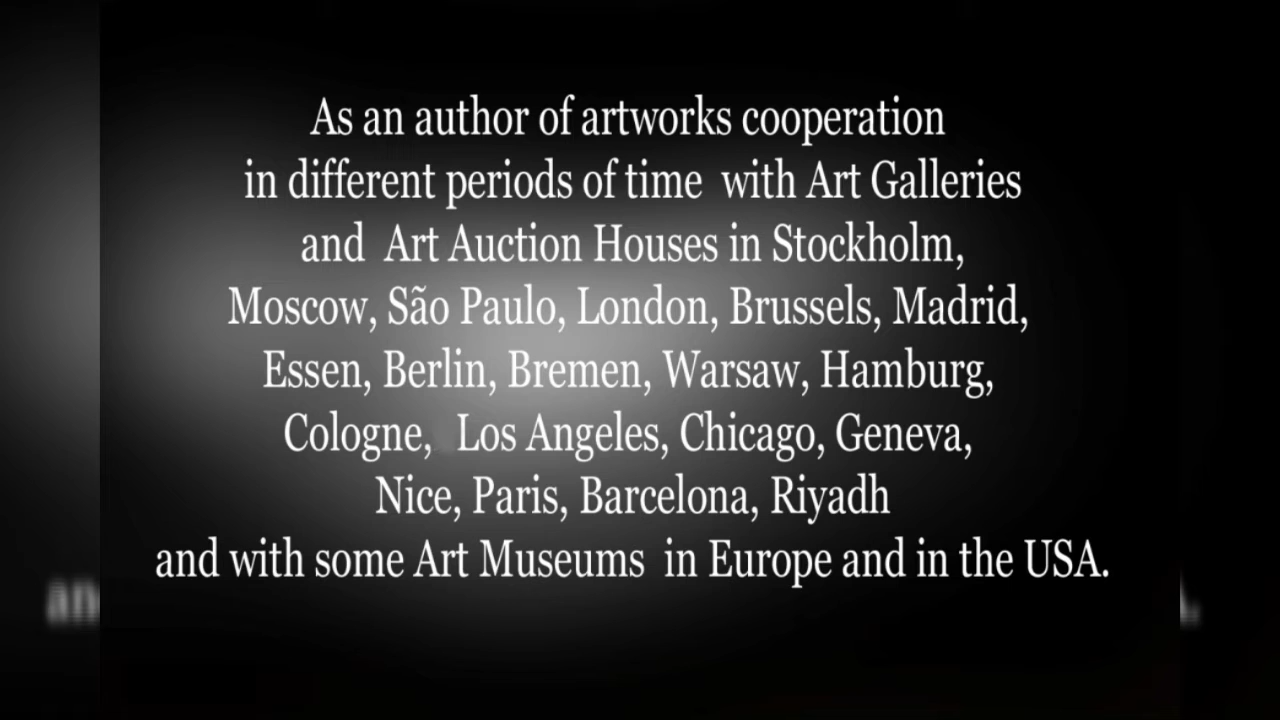 As an author of artworks cooperation
in different periods of time with Art Galleries
and Art Auction Houses in Stockholm,
Moscow, São Paulo, London, Brussels, Madrid,
Essen, Berlin, Bremen, Warsaw, Hamburg,
Cologne, Los Angeles, Chicago, Geneva,
Nice, Paris, Barcelona, Riyadh
and with some Art Museums in Europe and in the USA.